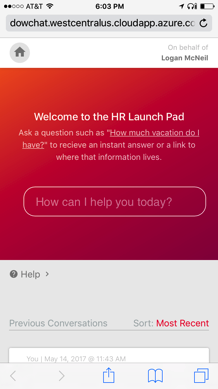 AT&T 6:03 PM
dowchat.westcentralus.cloudapp.azure.co
On behalf of
Logan McNeil
Welcome to the HR Launch Pad
Ask a question such as "How much vacation do I
have?" to recieve an instant answer or a link to
where that information lives.
How can I help you today?
Help
Previous Conversations Sort: Most Recent
You | May 14, 2017 @ 11:43 AM